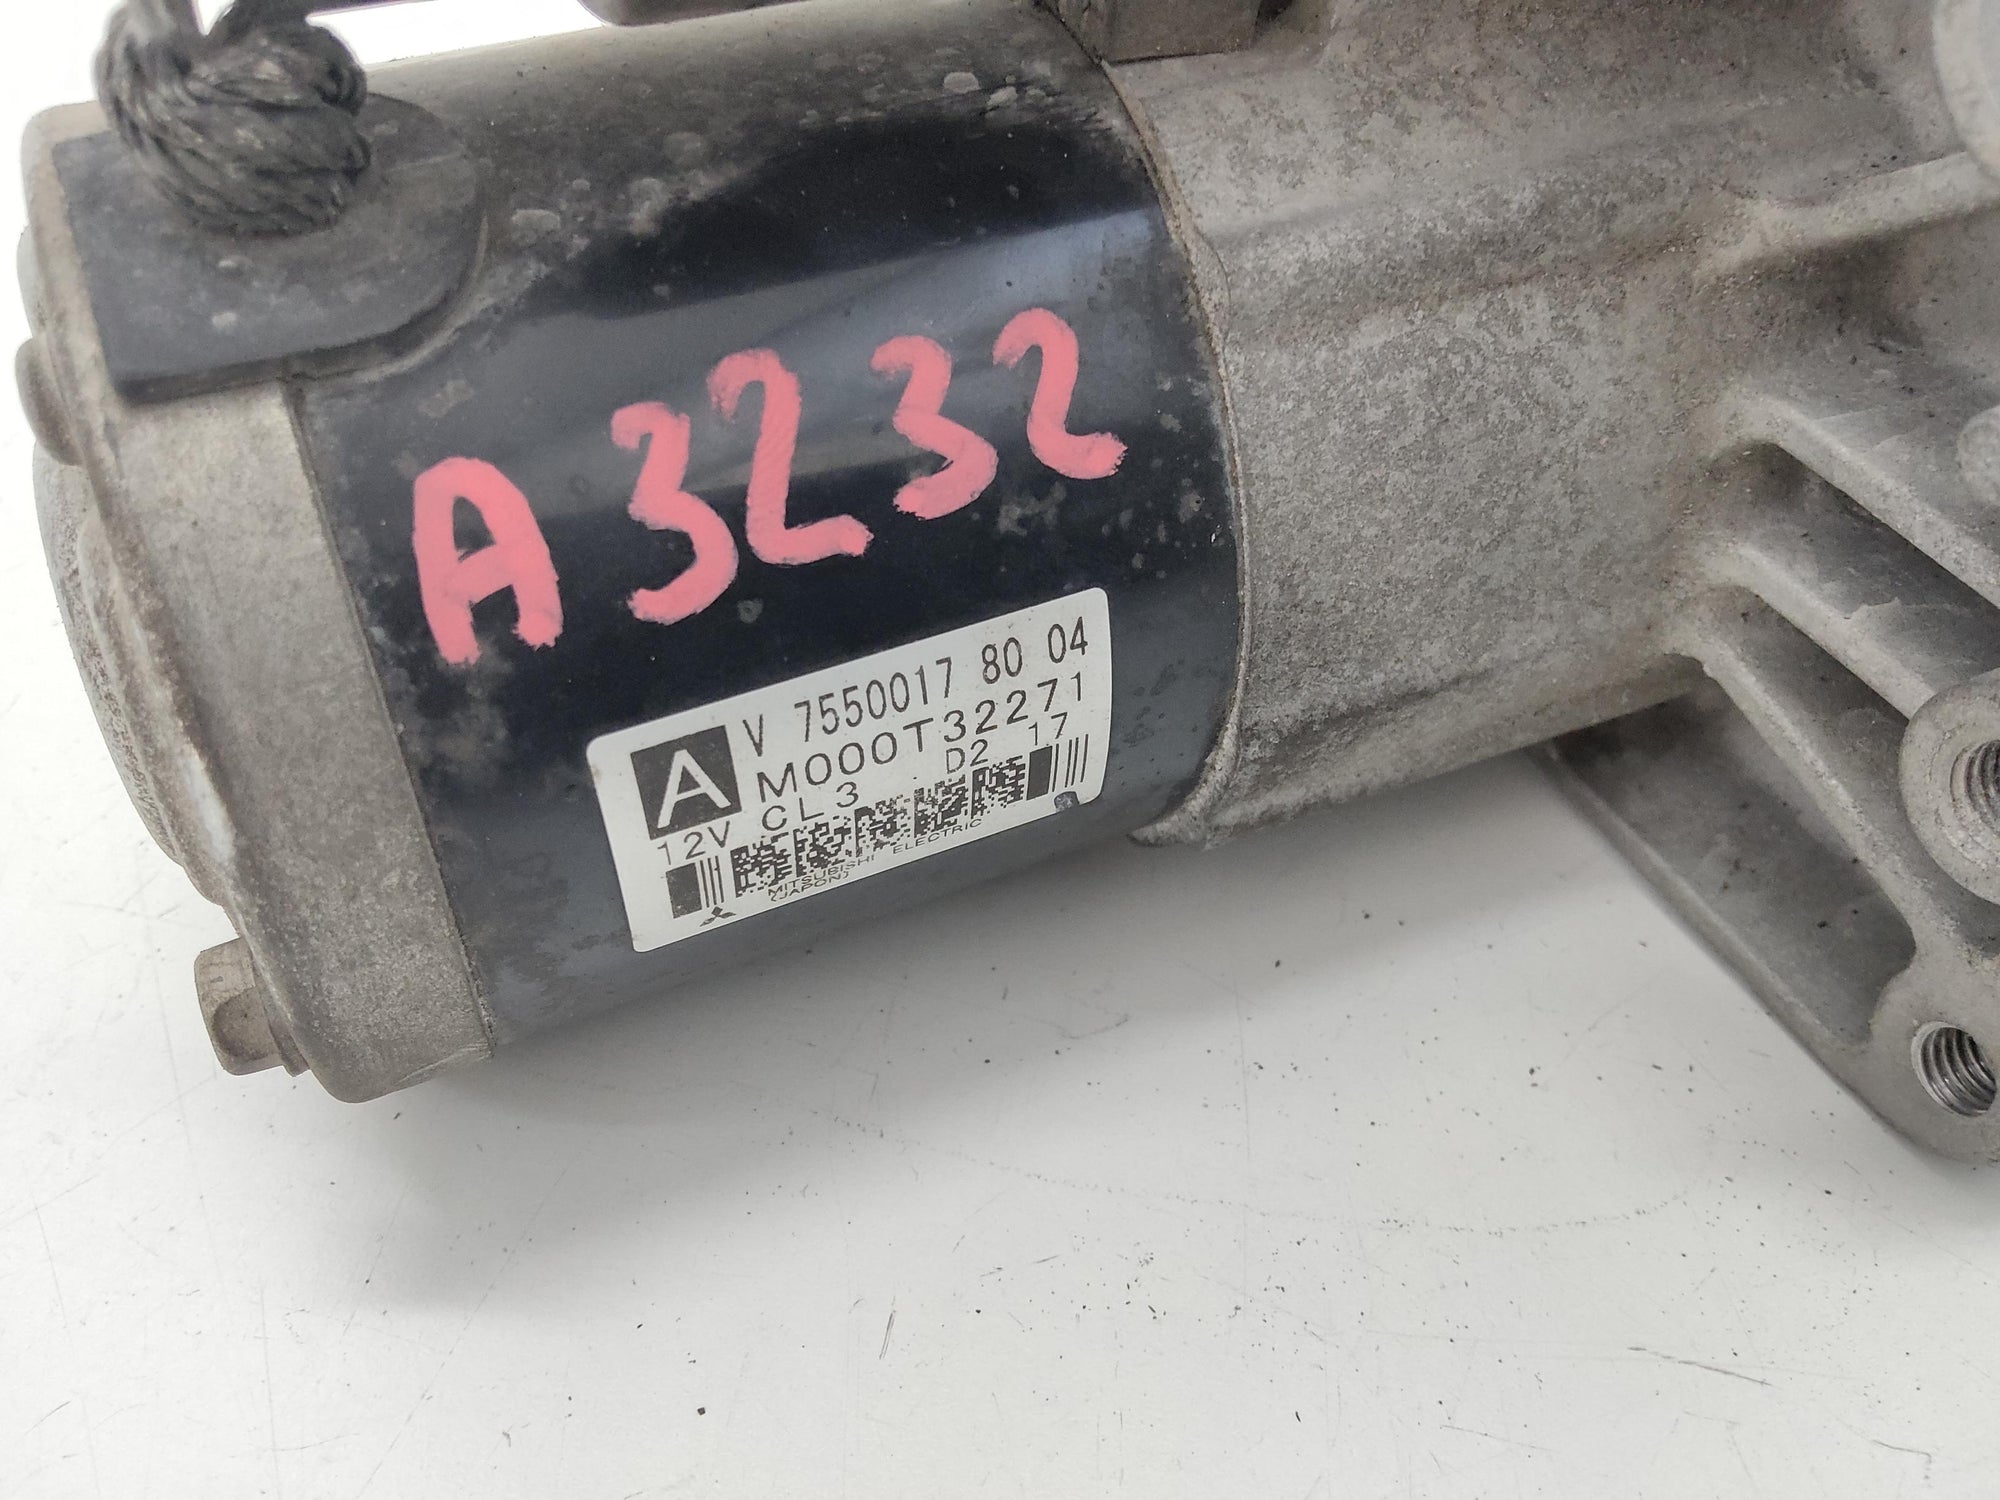 A3232
V 7550017 80 04
A M000T32271
12V CL3 D2 17
MITSUBISHI ELECTRIC
(JAPON)